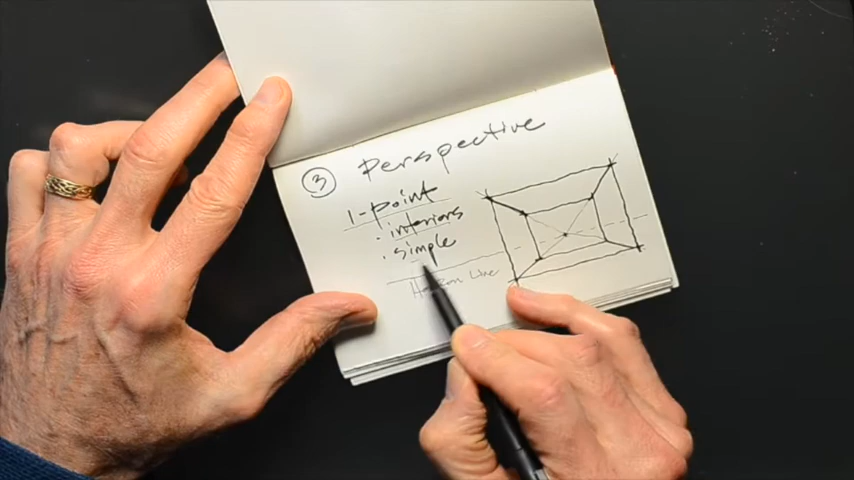 ③ Perspective
1-point
· interiors
· simple
Horizon Line